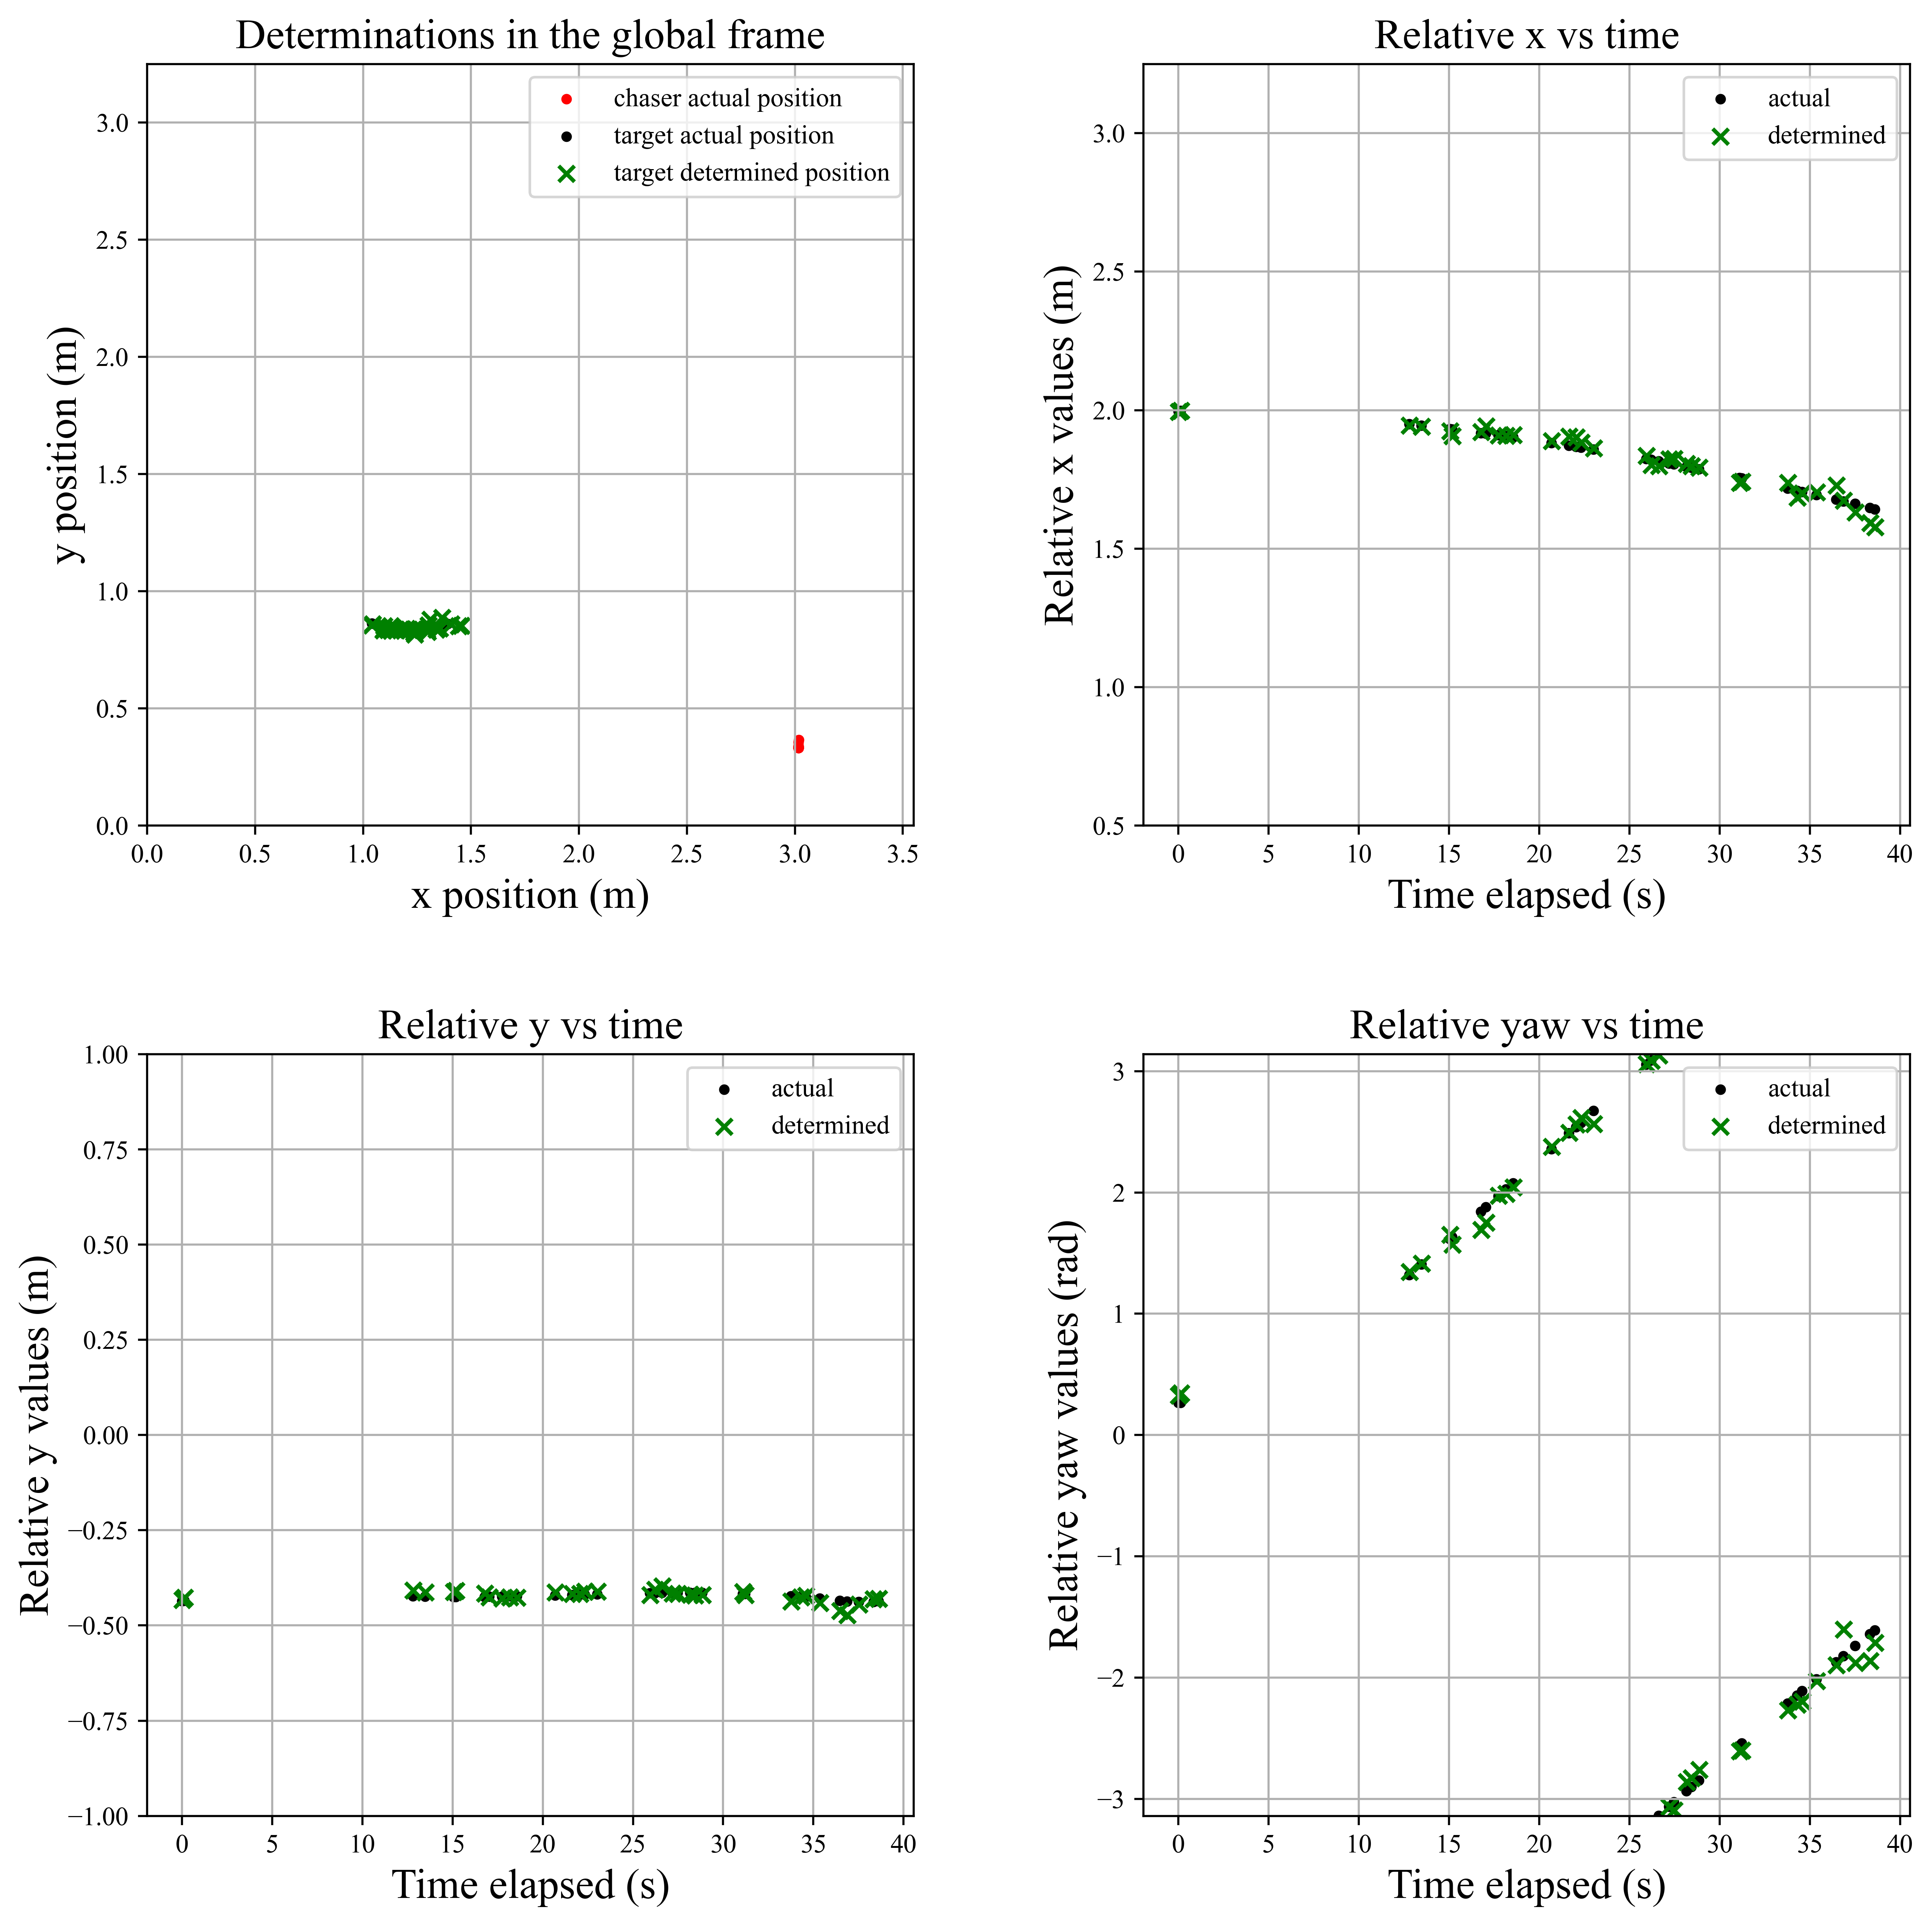 Determinations in the global frame
chaser actual position
target actual position
target determined position
3.0
2.5
2.0
1.5
1.0
0.5
0.0
y position (m)
0.0 0.5 1.0 1.5 2.0 2.5 3.0 3.5
x position (m)
Relative x vs time
actual
determined
3.0
2.5
2.0
1.5
1.0
0.5
Relative x values (m)
0 5 10 15 20 25 30 35 40
Time elapsed (s)
Relative y vs time
actual
determined
1.00
0.75
0.50
0.25
0.00
−0.25
−0.50
−0.75
−1.00
Relative y values (m)
0 5 10 15 20 25 30 35 40
Time elapsed (s)
Relative yaw vs time
actual
determined
3
2
1
0
−1
−2
−3
Relative yaw values (rad)
0 5 10 15 20 25 30 35 40
Time elapsed (s)